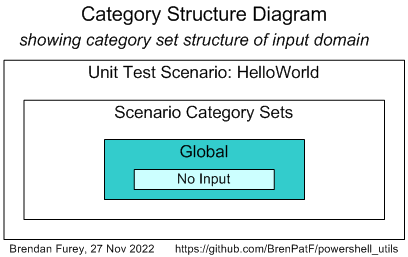 Category Structure Diagram
showing category set structure of input domain
Unit Test Scenario: HelloWorld
Scenario Category Sets
Global
No Input
Brendan Furey, 27 Nov 2022 https://github.com/BrenPatF/powershell_utils